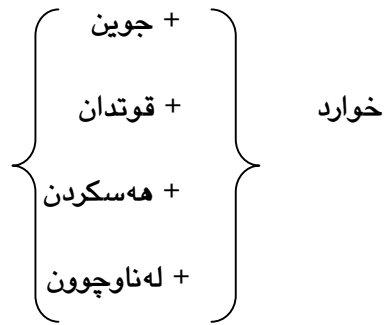 + جوین
خوارد
+ قوتدان
+ هەسکردن
+ لەناوچوون